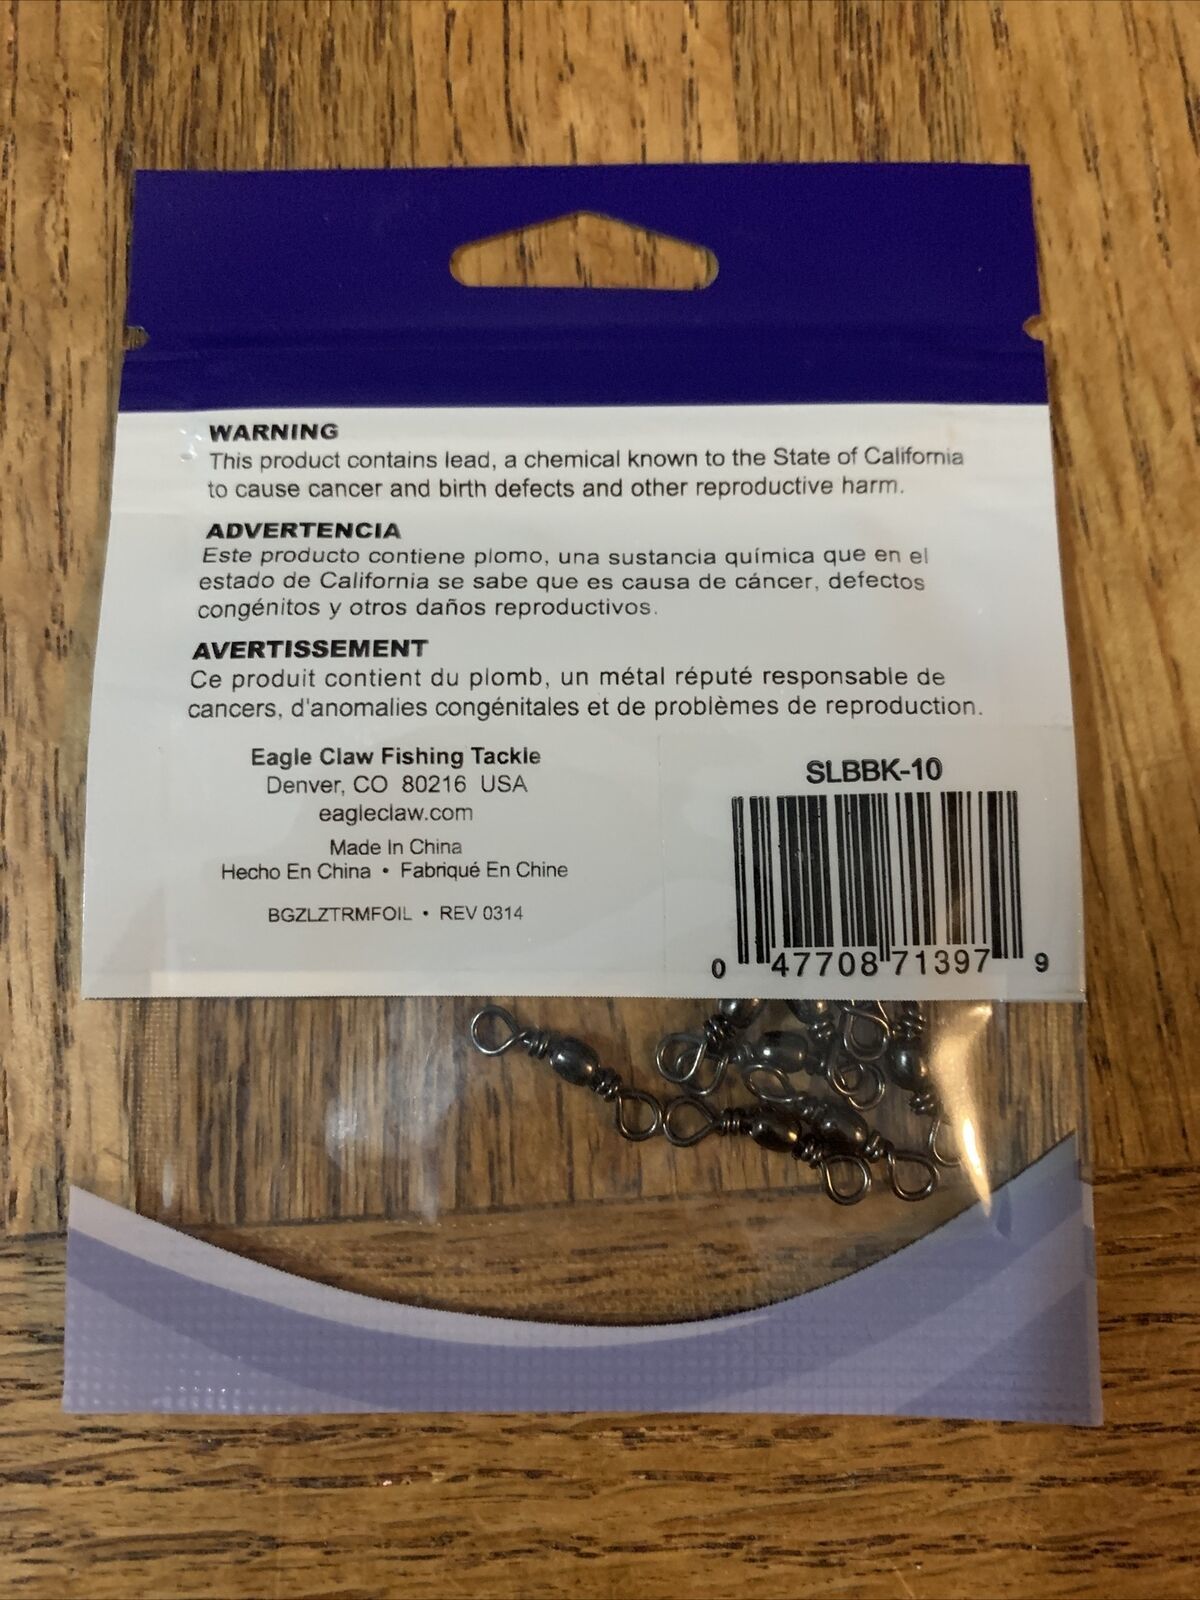 WARNING
This product contains lead, a chemical known to the State of California
to cause cancer and birth defects and other reproductive harm.
ADVERTENCIA
Este producto contiene plomo, una sustancia química que en el
estado de California se sabe que es causa de cáncer, defectos
congénitos y otros daños reproductivos.
AVERTISSEMENT
Ce produit contient du plomb, un métal réputé responsable de
cancers, d'anomalies congénitales et de problèmes de reproduction.
Eagle Claw Fishing Tackle
Denver, CO 80216 USA
eagleclaw.com
Made In China
Hecho En China • Fabriqué En Chine
BGZLZTRMFOIL • REV 0314
SLBBK-10
0 47708 71397 9